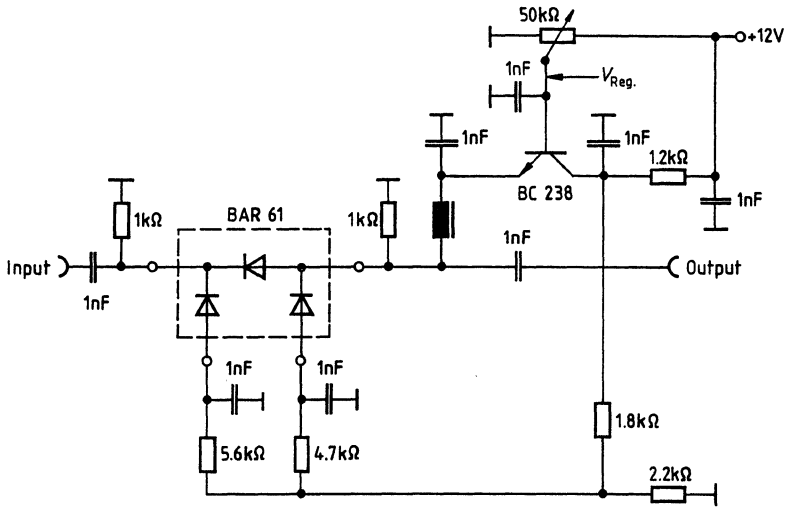 50kΩ
+12V
1nF
V Reg.
1nF
1nF
1.2kΩ
BC 238
1nF
1kΩ
BAR 61
1kΩ
1nF
Input
Output
1nF
1nF
1nF
1.8kΩ
5.6kΩ
4.7kΩ
2.2kΩ